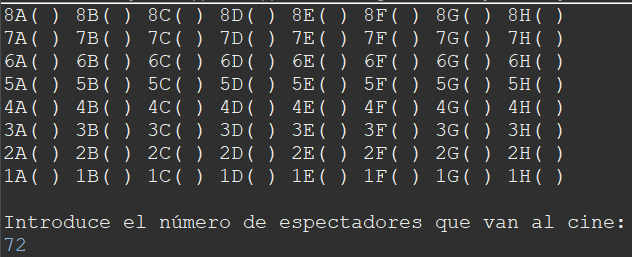 8A( ) 8B( ) 8C( ) 8D( ) 8E( ) 8F( ) 8G( ) 8H( )
7A( ) 7B( ) 7C( ) 7D( ) 7E( ) 7F( ) 7G( ) 7H( )
6A( ) 6B( ) 6C( ) 6D( ) 6E( ) 6F( ) 6G( ) 6H( )
5A( ) 5B( ) 5C( ) 5D( ) 5E( ) 5F( ) 5G( ) 5H( )
4A( ) 4B( ) 4C( ) 4D( ) 4E( ) 4F( ) 4G( ) 4H( )
3A( ) 3B( ) 3C( ) 3D( ) 3E( ) 3F( ) 3G( ) 3H( )
2A( ) 2B( ) 2C( ) 2D( ) 2E( ) 2F( ) 2G( ) 2H( )
1A( ) 1B( ) 1C( ) 1D( ) 1E( ) 1F( ) 1G( ) 1H( )
Introduce el número de espectadores que van al cine:
72